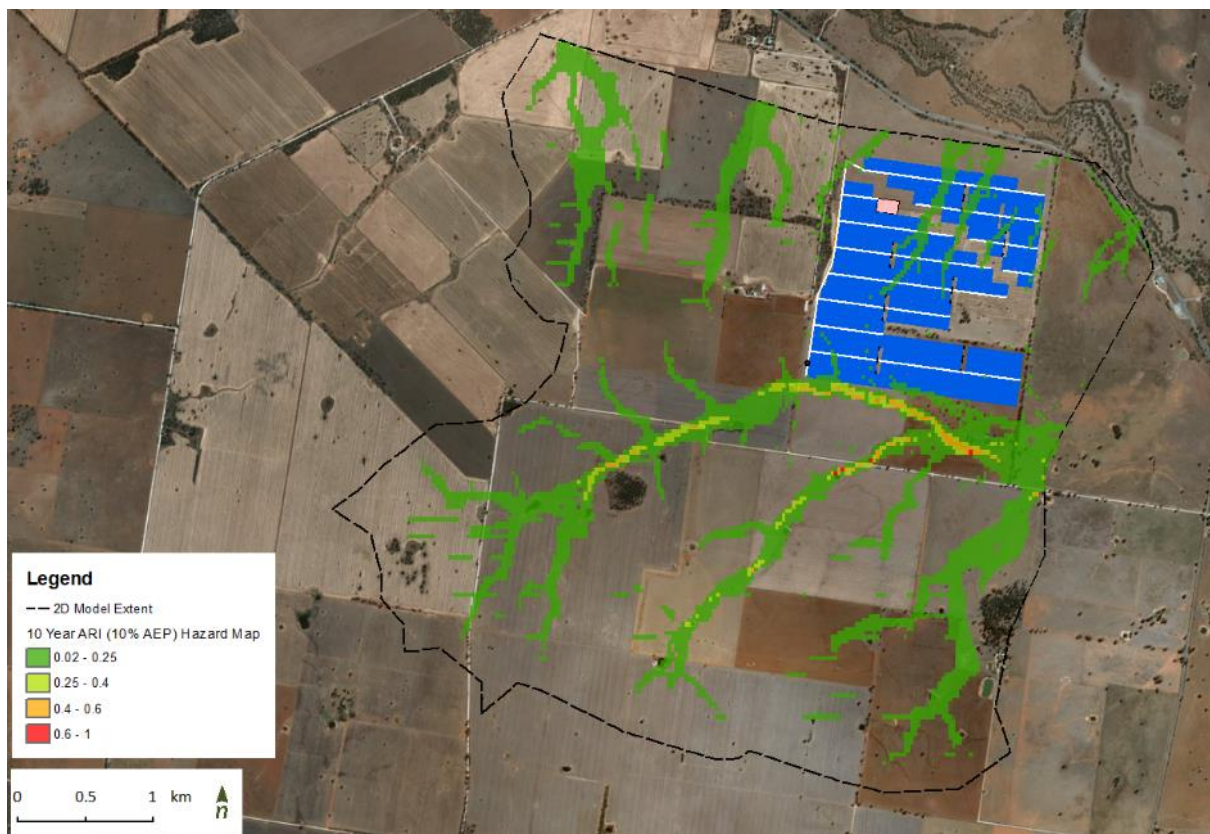 Legend
2D Model Extent
10 Year ARI (10% AEP) Hazard Map
0.02 - 0.25
0.25 - 0.4
0.4 - 0.6
0.6 - 1
0 0.5 1 km
n